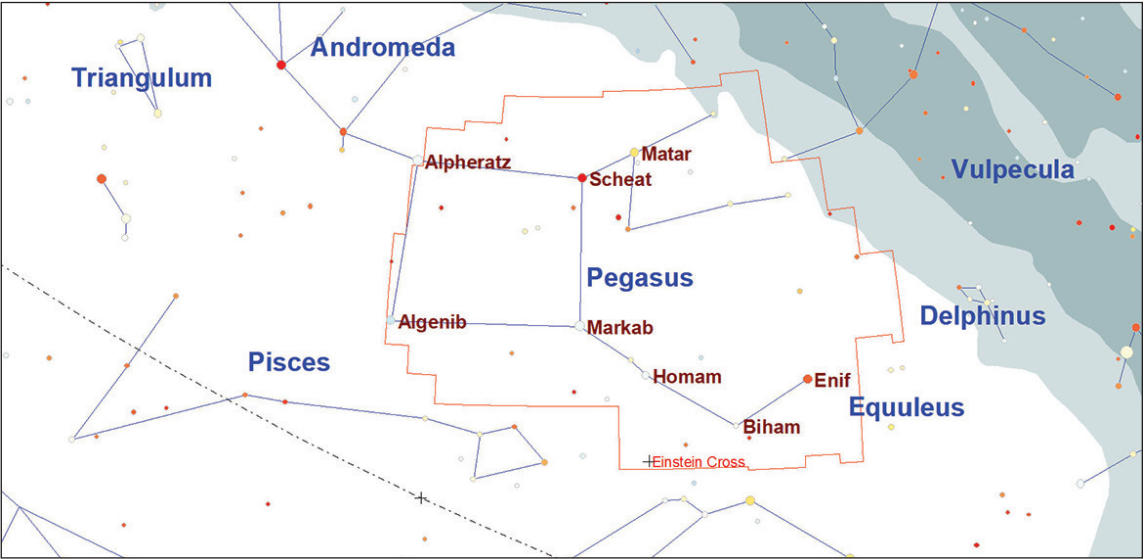 Andromeda
Triangulum
Matar
Alpheratz
Vulpecula
Scheat
Pegasus
Delphinus
Algenib
Markab
Pisces
Homam
Enif
Equuleus
Biham
Einstein Cross